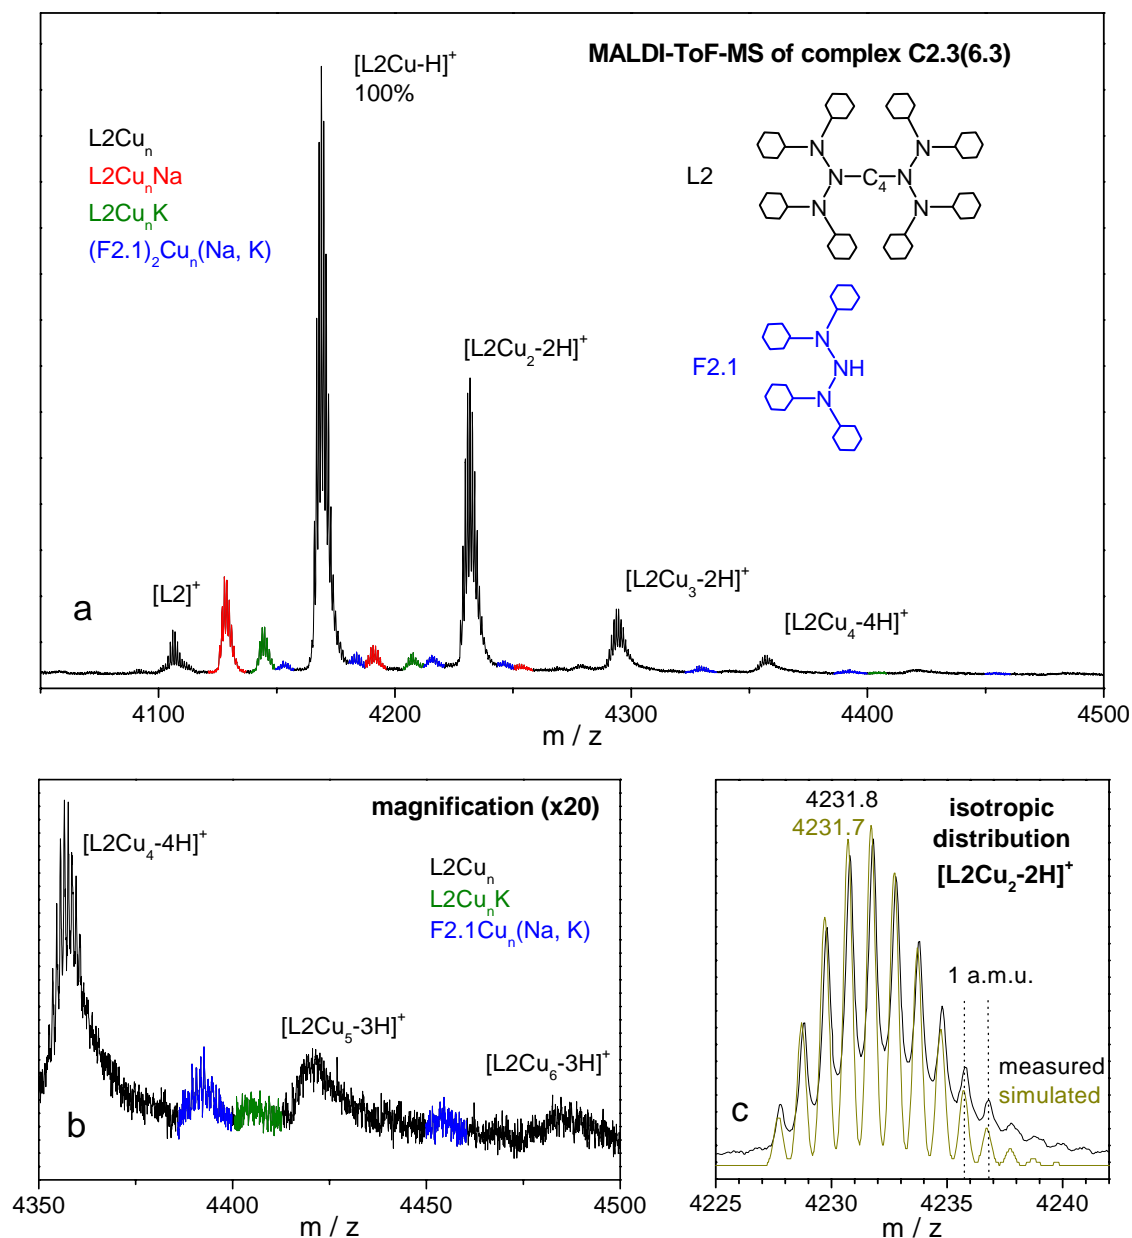 MALDI-ToF-MS of complex C2.3(6.3)
[L2Cu-H]⁺
100%
L2Cuₙ
L2CuₙNa
L2CuₙK
(F2.1)₂Cuₙ(Na, K)
L2
N
N
N
C₄
N
N
N
F2.1
N
NH
N
[L2Cu₂-2H]⁺
[L2]⁺
[L2Cu₃-2H]⁺
[L2Cu₄-4H]⁺
a
4100 4200 4300 4400 4500
m / z
magnification (x20)
[L2Cu₄-4H]⁺
L2Cuₙ
L2CuₙK
F2.1Cuₙ(Na, K)
[L2Cu₅-3H]⁺
[L2Cu₆-3H]⁺
b
4350 4400 4450 4500
m / z
4231.8
4231.7
isotropic
distribution
[L2Cu₂-2H]⁺
1 a.m.u.
measured
simulated
c
4225 4230 4235 4240
m / z